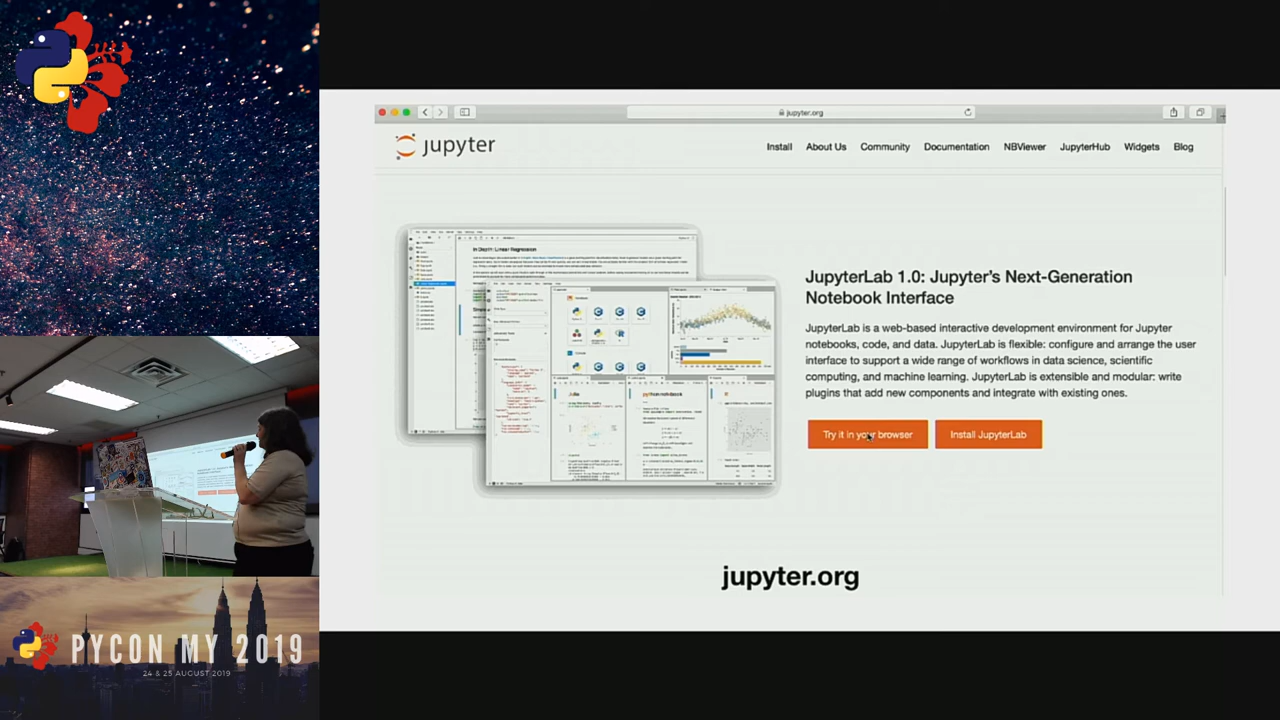 jupyter.org
jupyter
Install About Us Community Documentation NBViewer JupyterHub Widgets Blog
In Depth: Linear Regression
JupyterLab 1.0: Jupyter's Next-Generation
Notebook Interface
JupyterLab is a web-based interactive development environment for Jupyter
notebooks, code, and data. JupyterLab is flexible: configure and arrange the user
interface to support a wide range of workflows in data science, scientific
computing, and machine learning. JupyterLab is extensible and modular: write
plugins that add new components and integrate with existing ones.
Try it in your browser Install JupyterLab
jupyter.org
PYCON MY 2019
24 & 25 AUGUST 2019